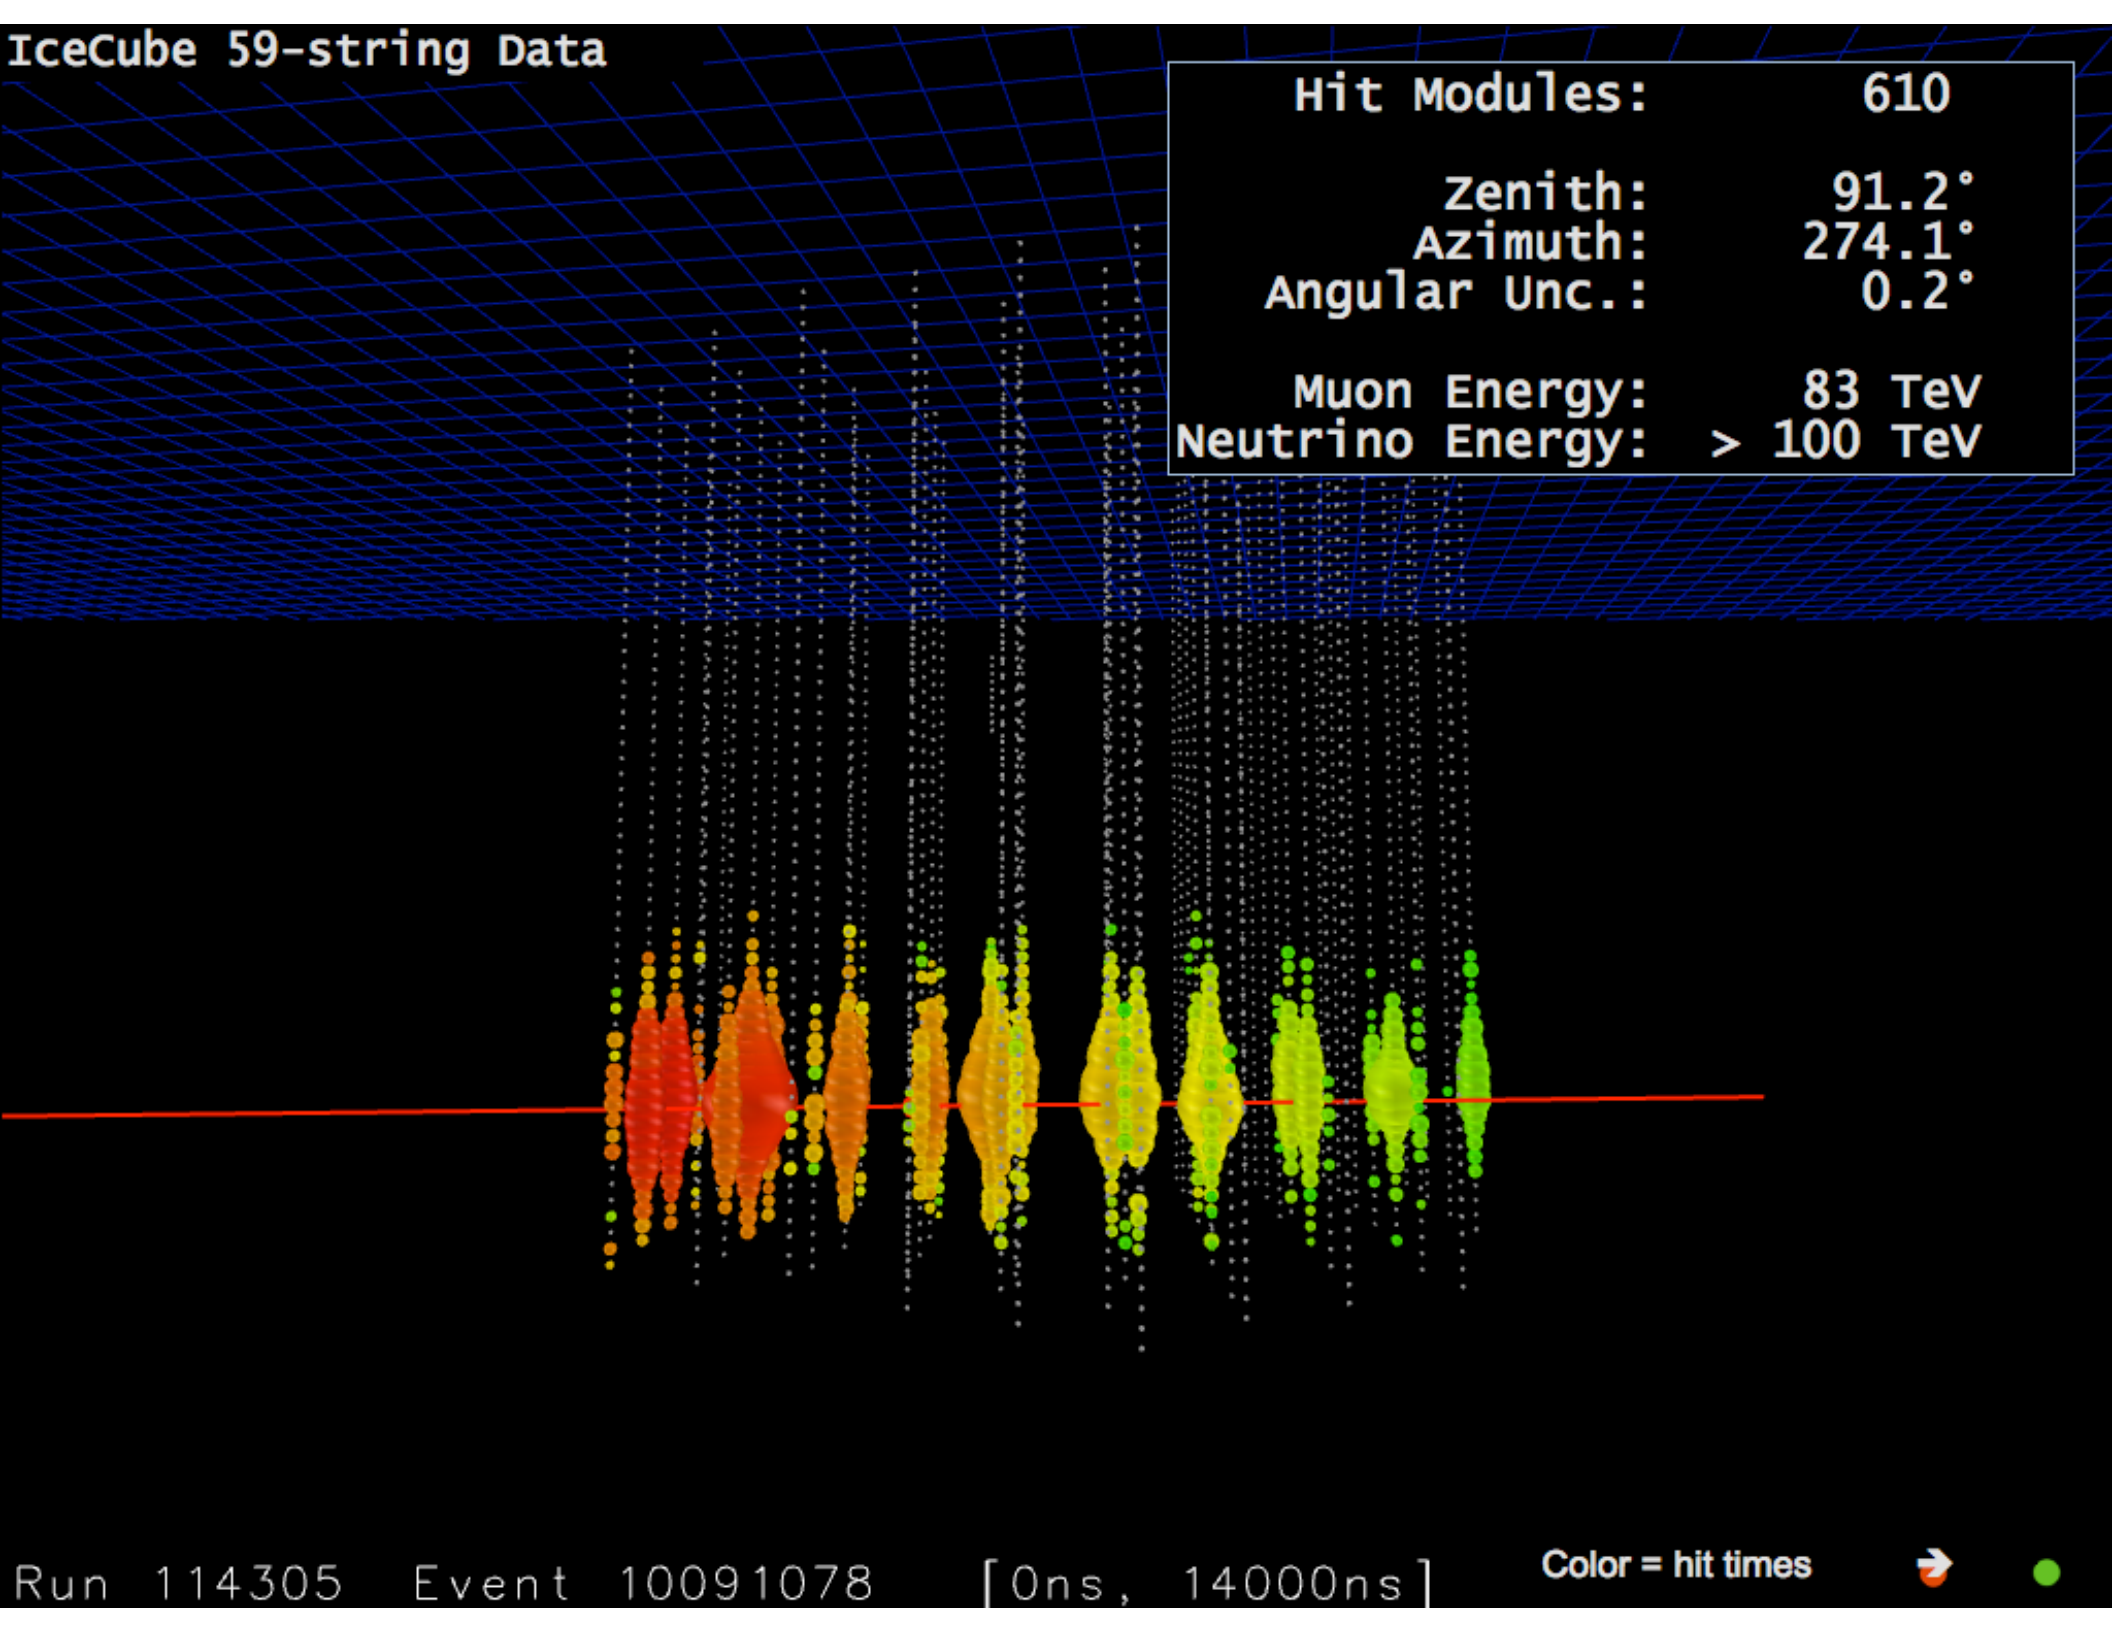 IceCube 59-string Data
Hit Modules: 610
Zenith: 91.2°
Azimuth: 274.1°
Angular Unc.: 0.2°
Muon Energy: 83 TeV
Neutrino Energy: > 100 TeV
Run 114305 Event 10091078 [0ns, 14000ns]
Color = hit times